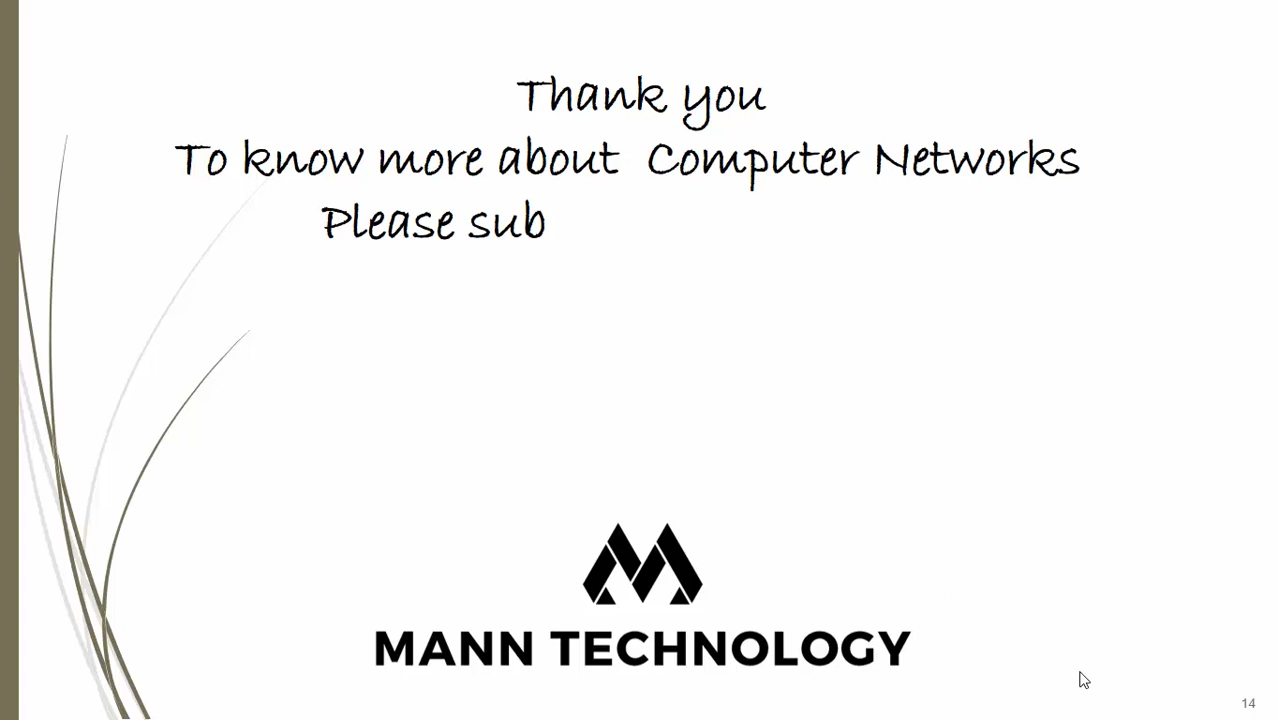 Thank you
To know more about Computer Networks
Please sub
MANN TECHNOLOGY
14